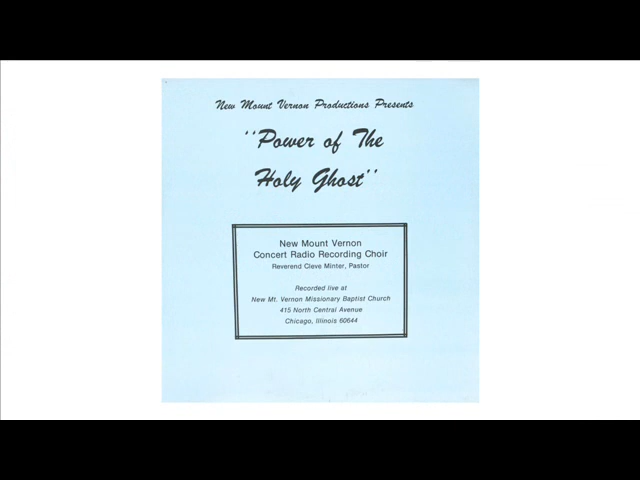 New Mount Vernon Productions Presents
"Power of The
Holy Ghost"
New Mount Vernon
Concert Radio Recording Choir
Reverend Cleve Minter, Pastor
Recorded live at
New Mt. Vernon Missionary Baptist Church
415 North Central Avenue
Chicago, Illinois 60644